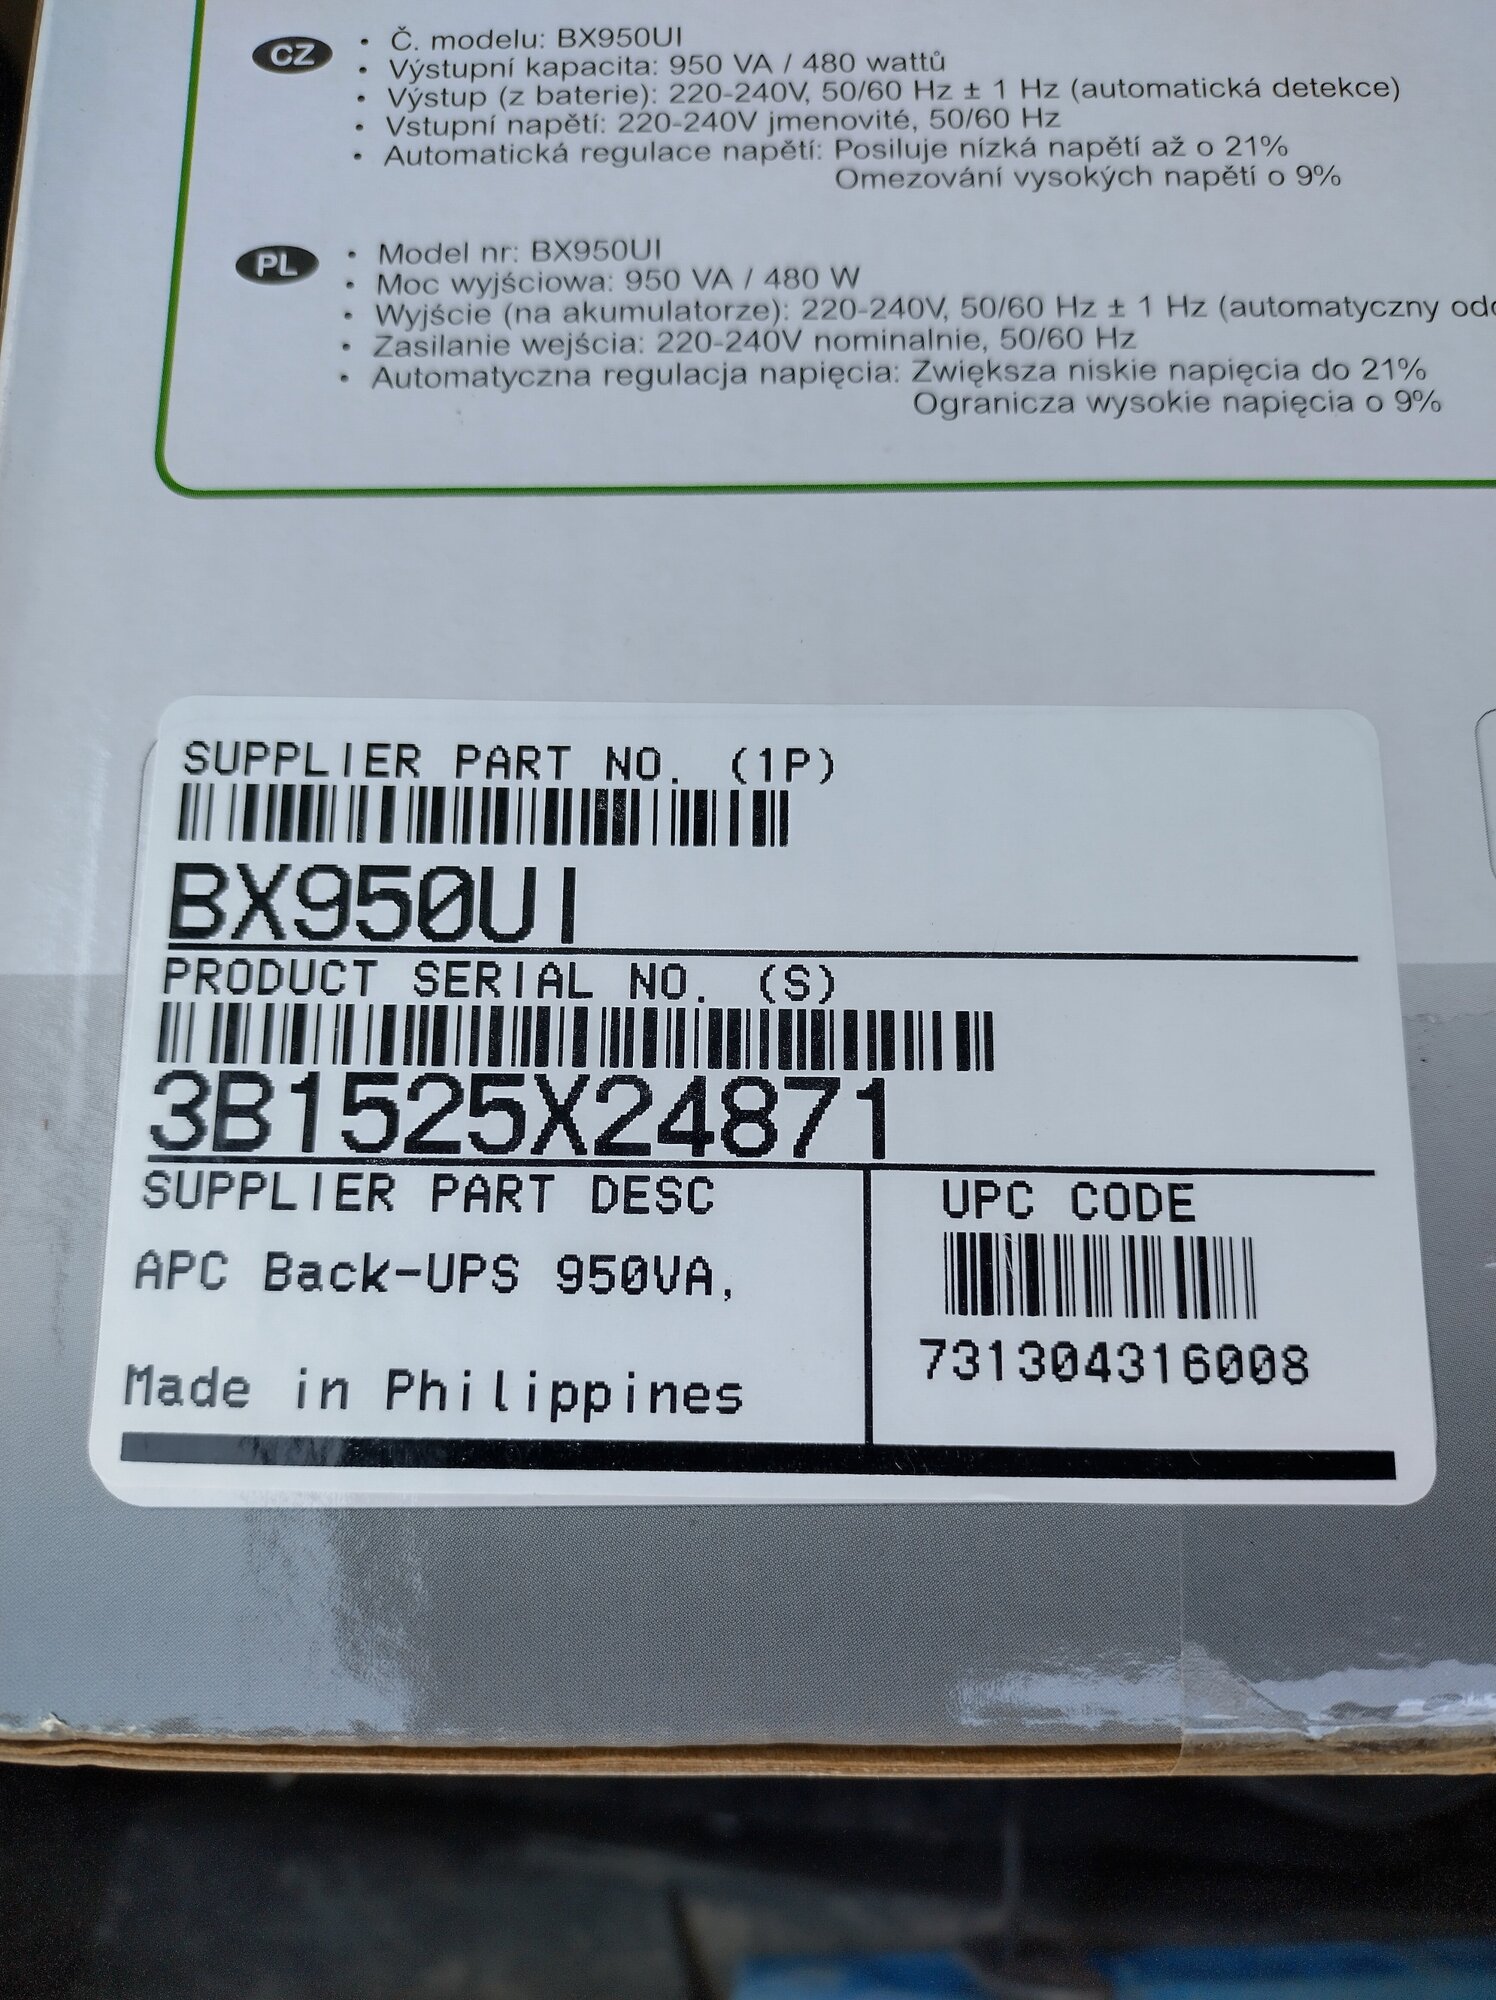 CZ
• Č. modelu: BX950UI
• Výstupní kapacita: 950 VA / 480 wattů
• Výstup (z baterie): 220-240V, 50/60 Hz ± 1 Hz (automatická detekce)
• Vstupní napětí: 220-240V jmenovité, 50/60 Hz
• Automatická regulace napětí: Posiluje nízká napětí až o 21%
Omezování vysokých napětí o 9%
PL
• Model nr: BX950UI
• Moc wyjściowa: 950 VA / 480 W
• Wyjście (na akumulatorze): 220-240V, 50/60 Hz ± 1 Hz (automatyczny
• Zasilanie wejścia: 220-240V nominalnie, 50/60 Hz
• Automatyczna regulacja napięcia: Zwiększa niskie napięcia do 21%
Ogranicza wysokie napięcia o 9%
SUPPLIER PART NO. (1P)
BX950UI
PRODUCT SERIAL NO. (S)
3B1525X24871
SUPPLIER PART DESC
APC Back-UPS 950VA,
Made in Philippines
UPC CODE
731304316008